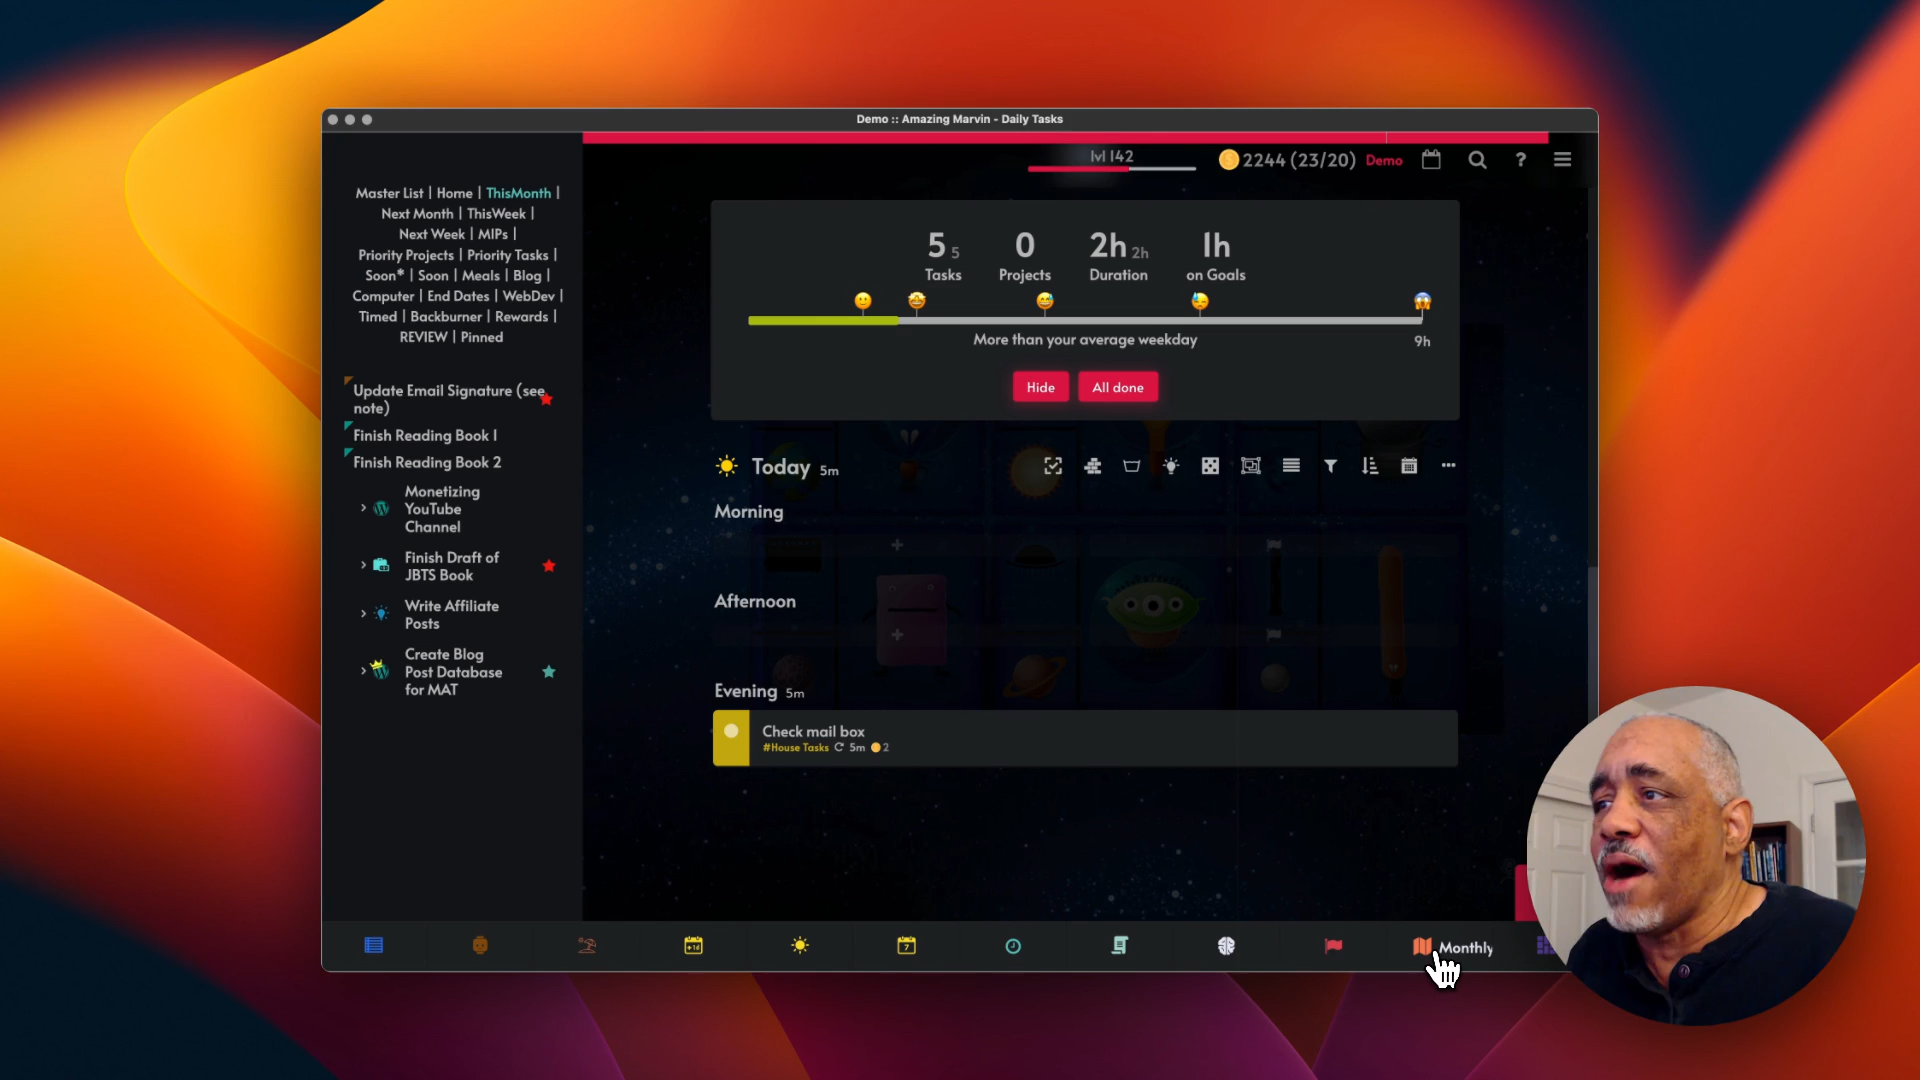 Demo :: Amazing Marvin - Daily Tasks
lvl 142
2244 (23/20) Demo ?
Master List | Home | ThisMonth |
Next Month | ThisWeek |
Next Week | MIPs |
Priority Projects | Priority Tasks |
Soon* | Soon | Meals | Blog |
Computer | End Dates | WebDev |
Timed | Backburner | Rewards |
REVIEW | Pinned
Update Email Signature (see
note)
Finish Reading Book 1
Finish Reading Book 2
Monetizing
YouTube
Channel
Finish Draft of
JBTS Book
Write Affiliate
Posts
Create Blog
Post Database
for MAT
5 5 0 2h 2h 1h
Tasks Projects Duration on Goals
More than your average weekday 9h
Hide All done
Today 5m
Morning
Afternoon
Evening 5m
Check mail box
#House Tasks 5m 2
+1d 7 Monthly